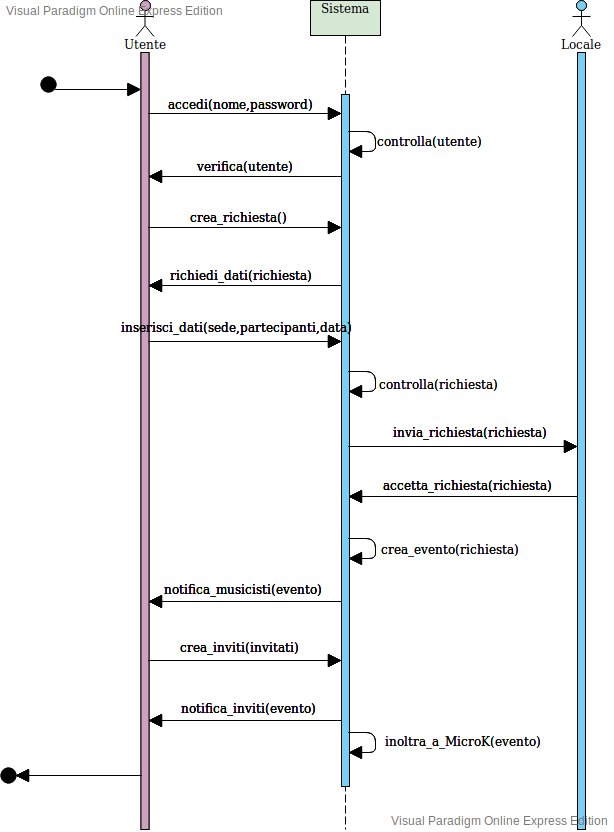 Visual Paradigm Online Express Edition
Sistema
Utente
Locale
accedi(nome,password)
controlla(utente)
verifica(utente)
crea_richiesta()
richiedi_dati(richiesta)
inserisci_dati(sede,partecipanti,data)
controlla(richiesta)
invia_richiesta(richiesta)
accetta_richiesta(richiesta)
crea_evento(richiesta)
notifica_musicisti(evento)
crea_inviti(invitati)
notifica_inviti(evento)
inoltra_a_MicroK(evento)
Visual Paradigm Online Express Edition